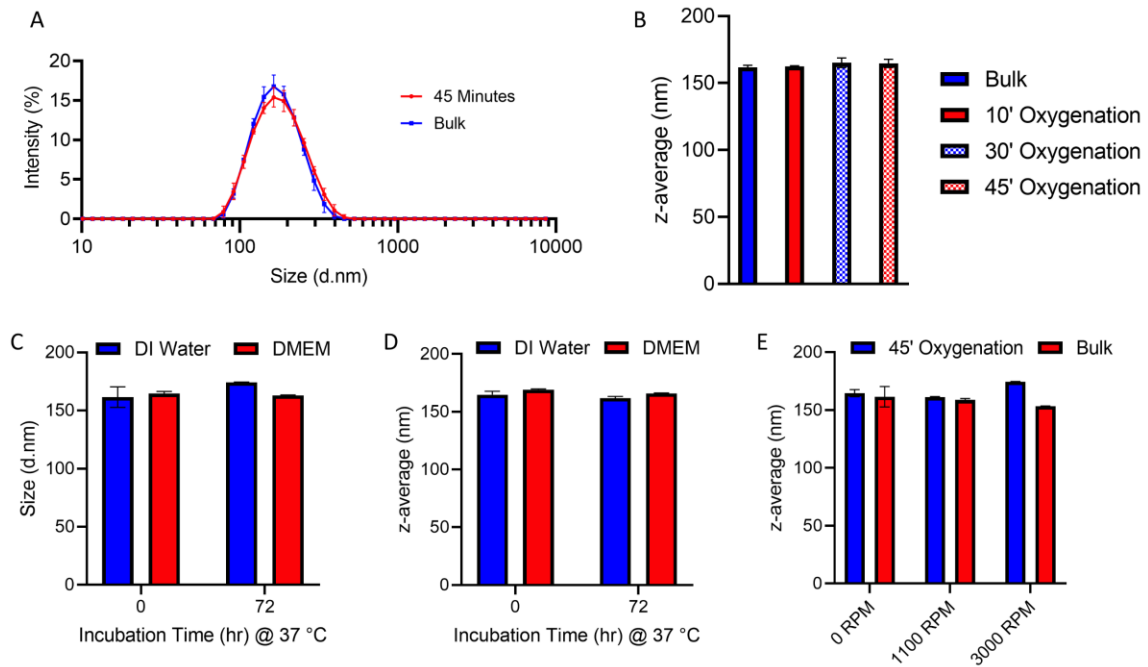 A
20
15
10
5
0
Intensity (%)
45 Minutes
Bulk
10
100
1000
10000
Size (d.nm)
B
200
150
100
50
0
z-average (nm)
Bulk
10' Oxygenation
30' Oxygenation
45' Oxygenation
C
DI Water
DMEM
200
150
100
50
0
Size (d.nm)
0
72
Incubation Time (hr) @ 37 °C
D
DI Water
DMEM
200
150
100
50
0
z-average (nm)
0
72
Incubation Time (hr) @ 37 °C
E
45' Oxygenation
Bulk
200
150
100
50
0
z-average (nm)
0 RPM
1100 RPM
3000 RPM